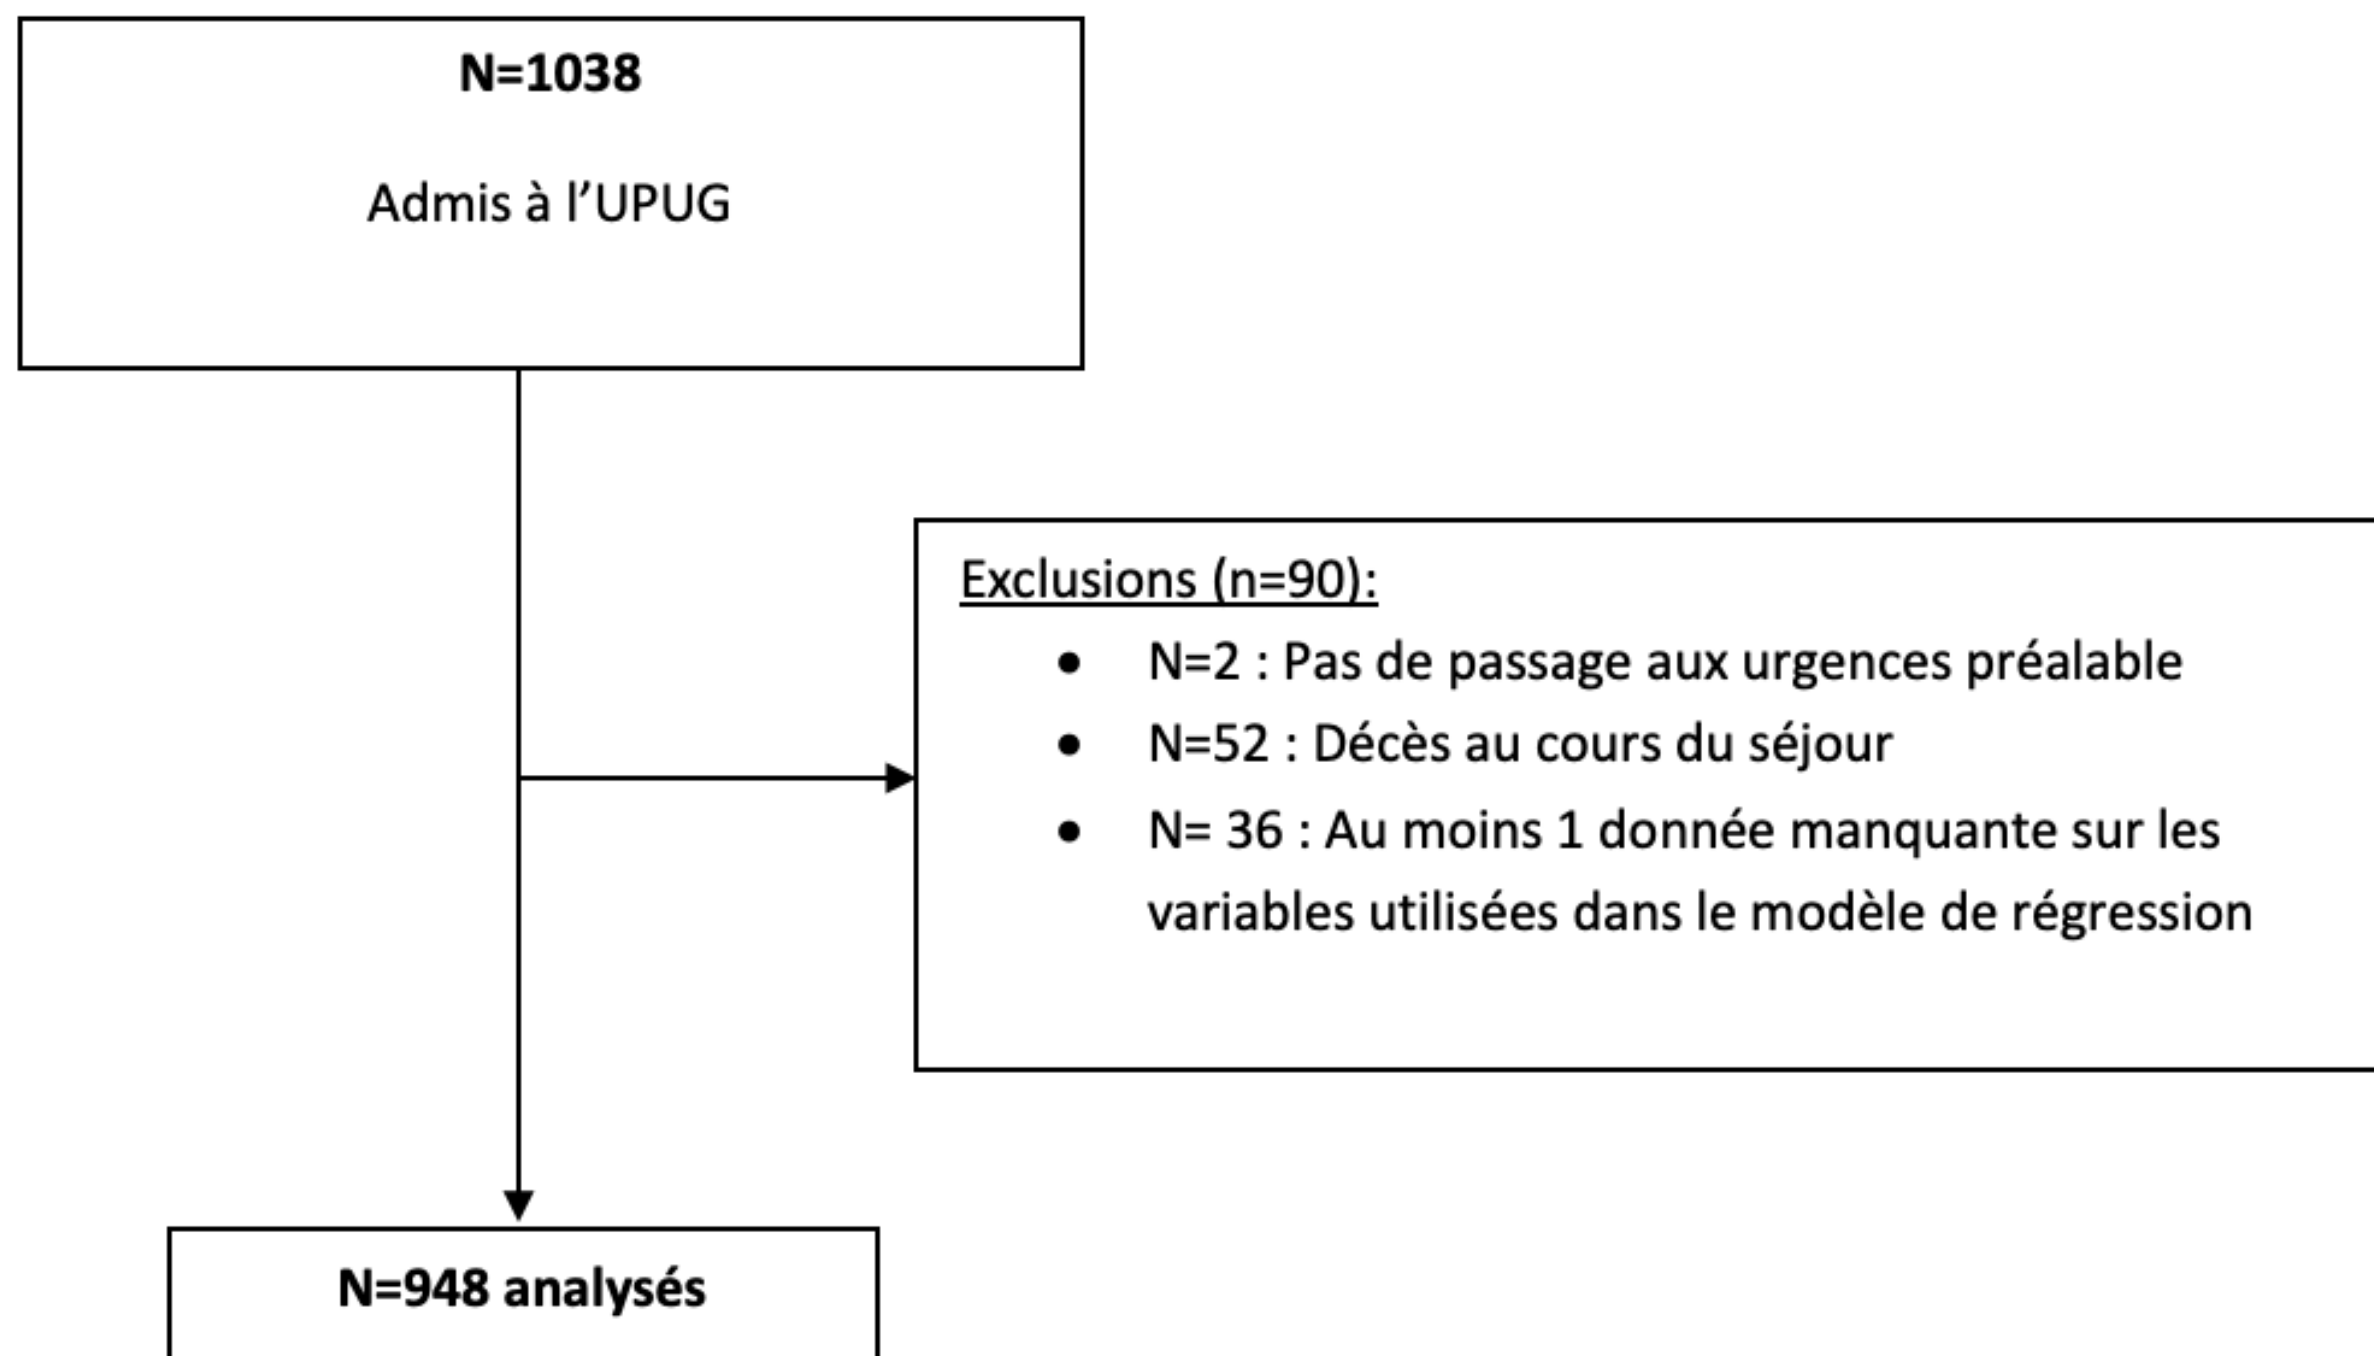 N=1038
Admis à l’UPUG
Exclusions (n=90):
● N=2 : Pas de passage aux urgences préalable
● N=52 : Décès au cours du séjour
● N= 36 : Au moins 1 donnée manquante sur les
variables utilisées dans le modèle de régression
N=948 analysés